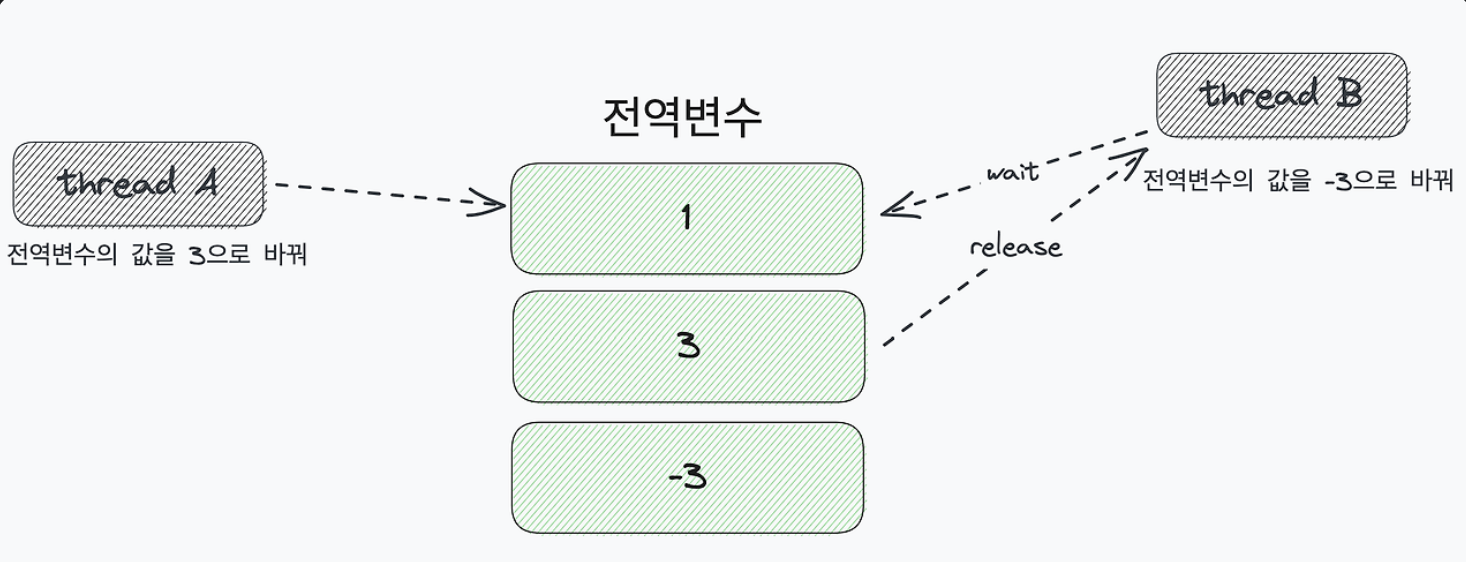 thread B
전역변수
thread A
wait
전역변수의 값을 -3으로 바꿔
1
release
전역변수의 값을 3으로 바꿔
3
-3